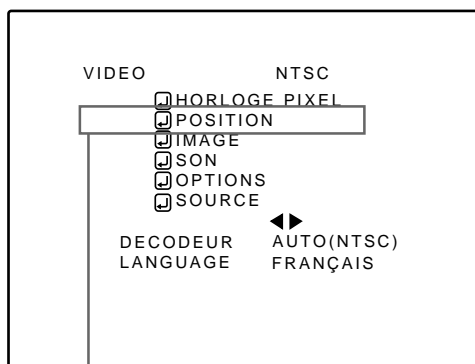 VIDEO NTSC
HORLOGE PIXEL
POSITION
IMAGE
SON
OPTIONS
SOURCE
DECODEUR AUTO(NTSC)
LANGUAGE FRANÇAIS